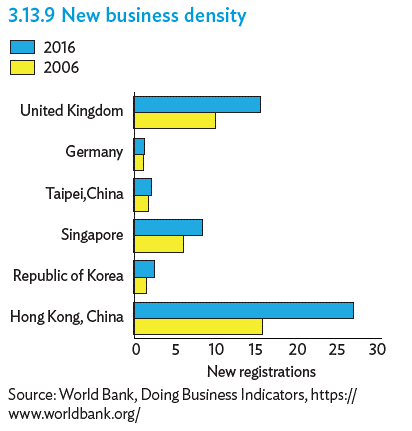 3.13.9 New business density
2016
2006
United Kingdom
Germany
Taipei,China
Singapore
Republic of Korea
Hong Kong, China
0 5 10 15 20 25 30
New registrations
Source: World Bank, Doing Business Indicators, https://
www.worldbank.org/